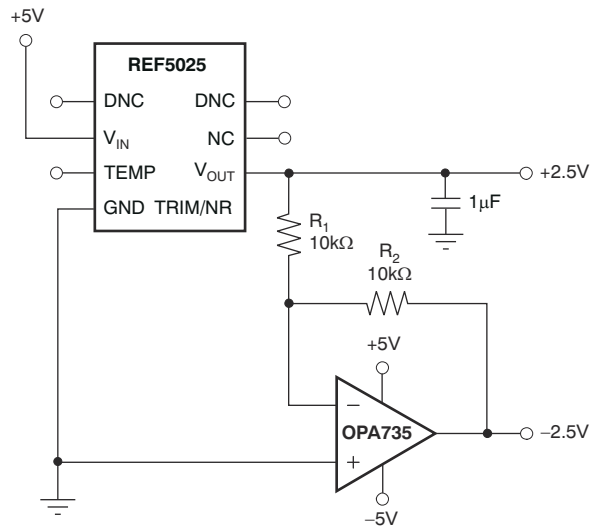 +5V
REF5025
DNC DNC
V_IN NC
TEMP V_OUT
GND TRIM/NR
+2.5V
1μF
R_1
10kΩ
R_2
10kΩ
+5V
−
OPA735
+
−2.5V
−5V